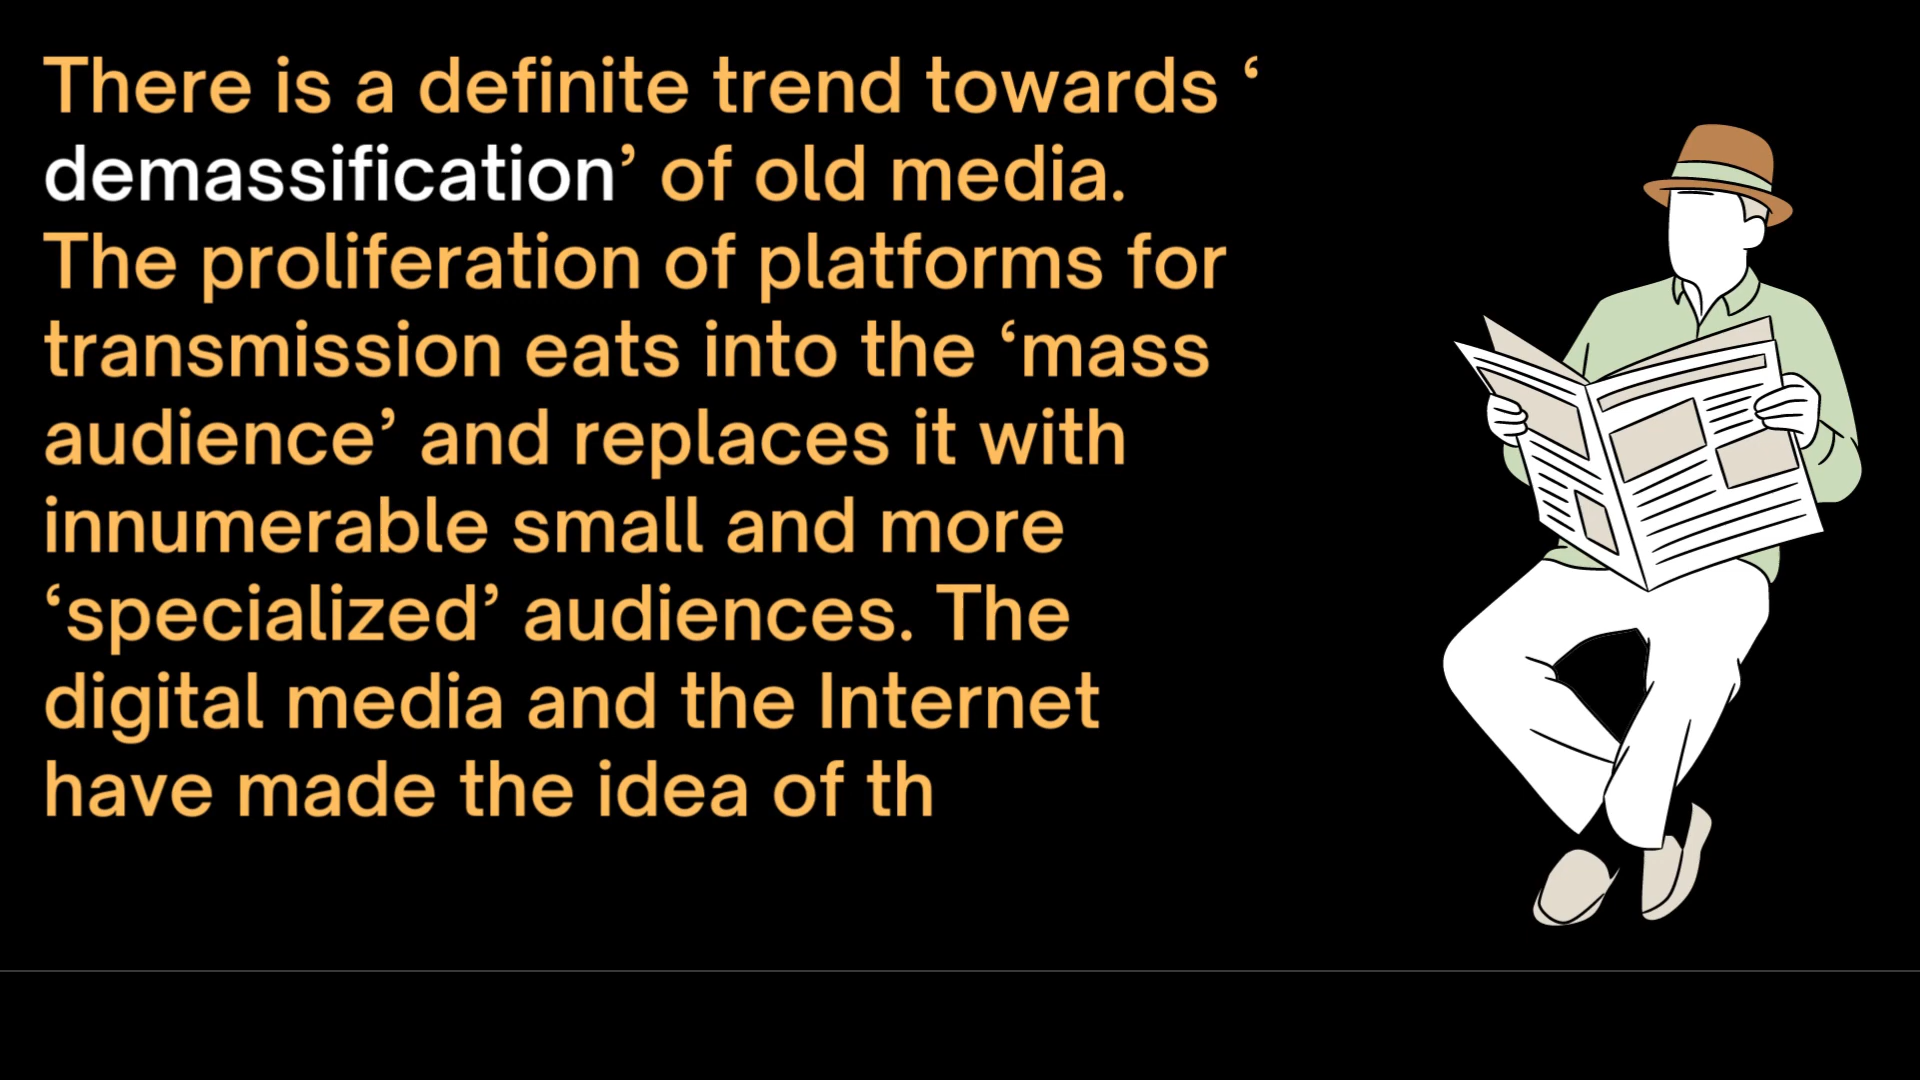 There is a definite trend towards ‘
demassification’ of old media.
The proliferation of platforms for
transmission eats into the ‘mass
audience’ and replaces it with
innumerable small and more
‘specialized’ audiences. The
digital media and the Internet
have made the idea of th